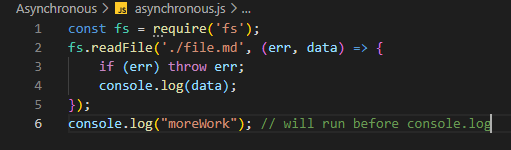 Asynchronous > JS asynchronous.js > ...
1 const fs = require('fs');
2 fs.readFile('./file.md', (err, data) => {
3 if (err) throw err;
4 console.log(data);
5 });
6 console.log("moreWork"); // will run before console.log